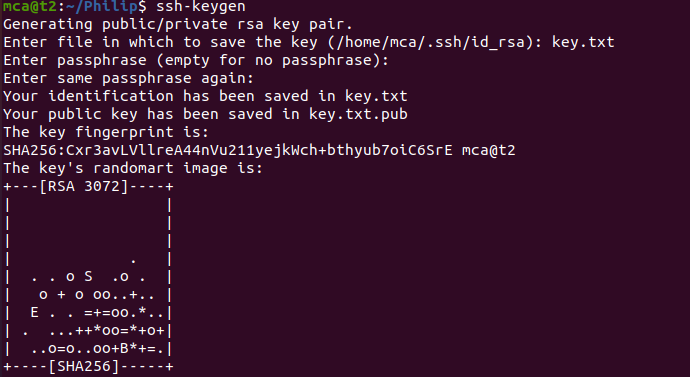 mca@t2:~/Philip$ ssh-keygen
Generating public/private rsa key pair.
Enter file in which to save the key (/home/mca/.ssh/id_rsa): key.txt
Enter passphrase (empty for no passphrase):
Enter same passphrase again:
Your identification has been saved in key.txt
Your public key has been saved in key.txt.pub
The key fingerprint is:
SHA256:Cxr3avLVllreA44nVu211yejkWch+bthyub7oiC6SrE mca@t2
The key's randomart image is:
+---[RSA 3072]----+
|                 |
|                 |
|                 |
|             .   |
|  . . o S  .o .  |
|   o + o oo..+.. |
|  E . . =+=oo.*..|
| .  ...++*oo=*+o+|
|  ..o=o..oo+B*+=.|
+----[SHA256]-----+